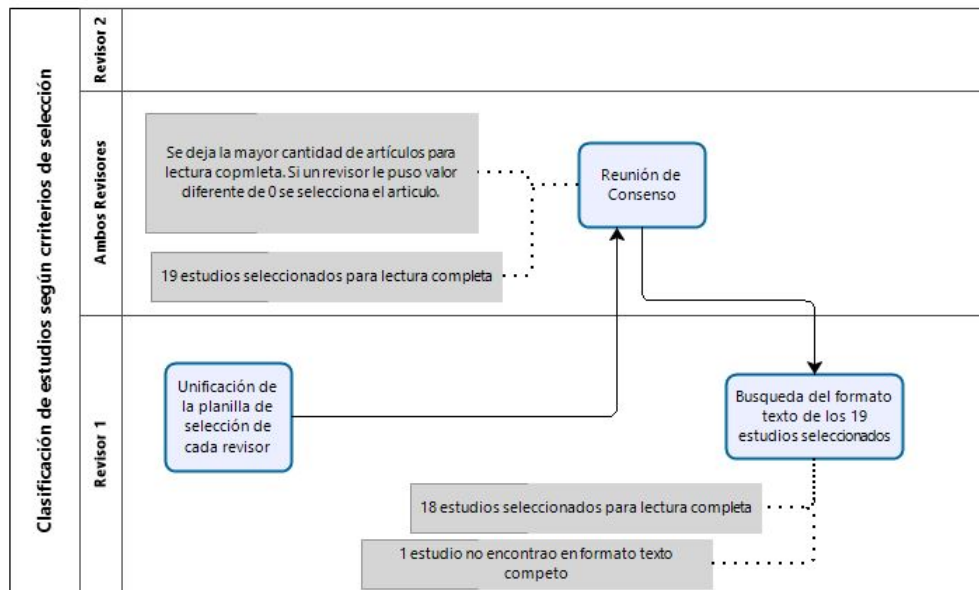 Clasificación de estudios según crriterios de selección
Revisor 2
Ambos Revisores
Se deja la mayor cantidad de artículos para
lectura copmleta. Si un revisor le puso valor
diferente de 0 se selecciona el articulo.
19 estudios seleccionados para lectura completa
Reunión de
Consenso
Revisor 1
Unificación de
la planilla de
selección de
cada revisor
Busqueda del formato
texto de los 19
estudios seleccionados
18 estudios seleccionados para lectura completa
1 estudio no encontrao en formato texto
competo